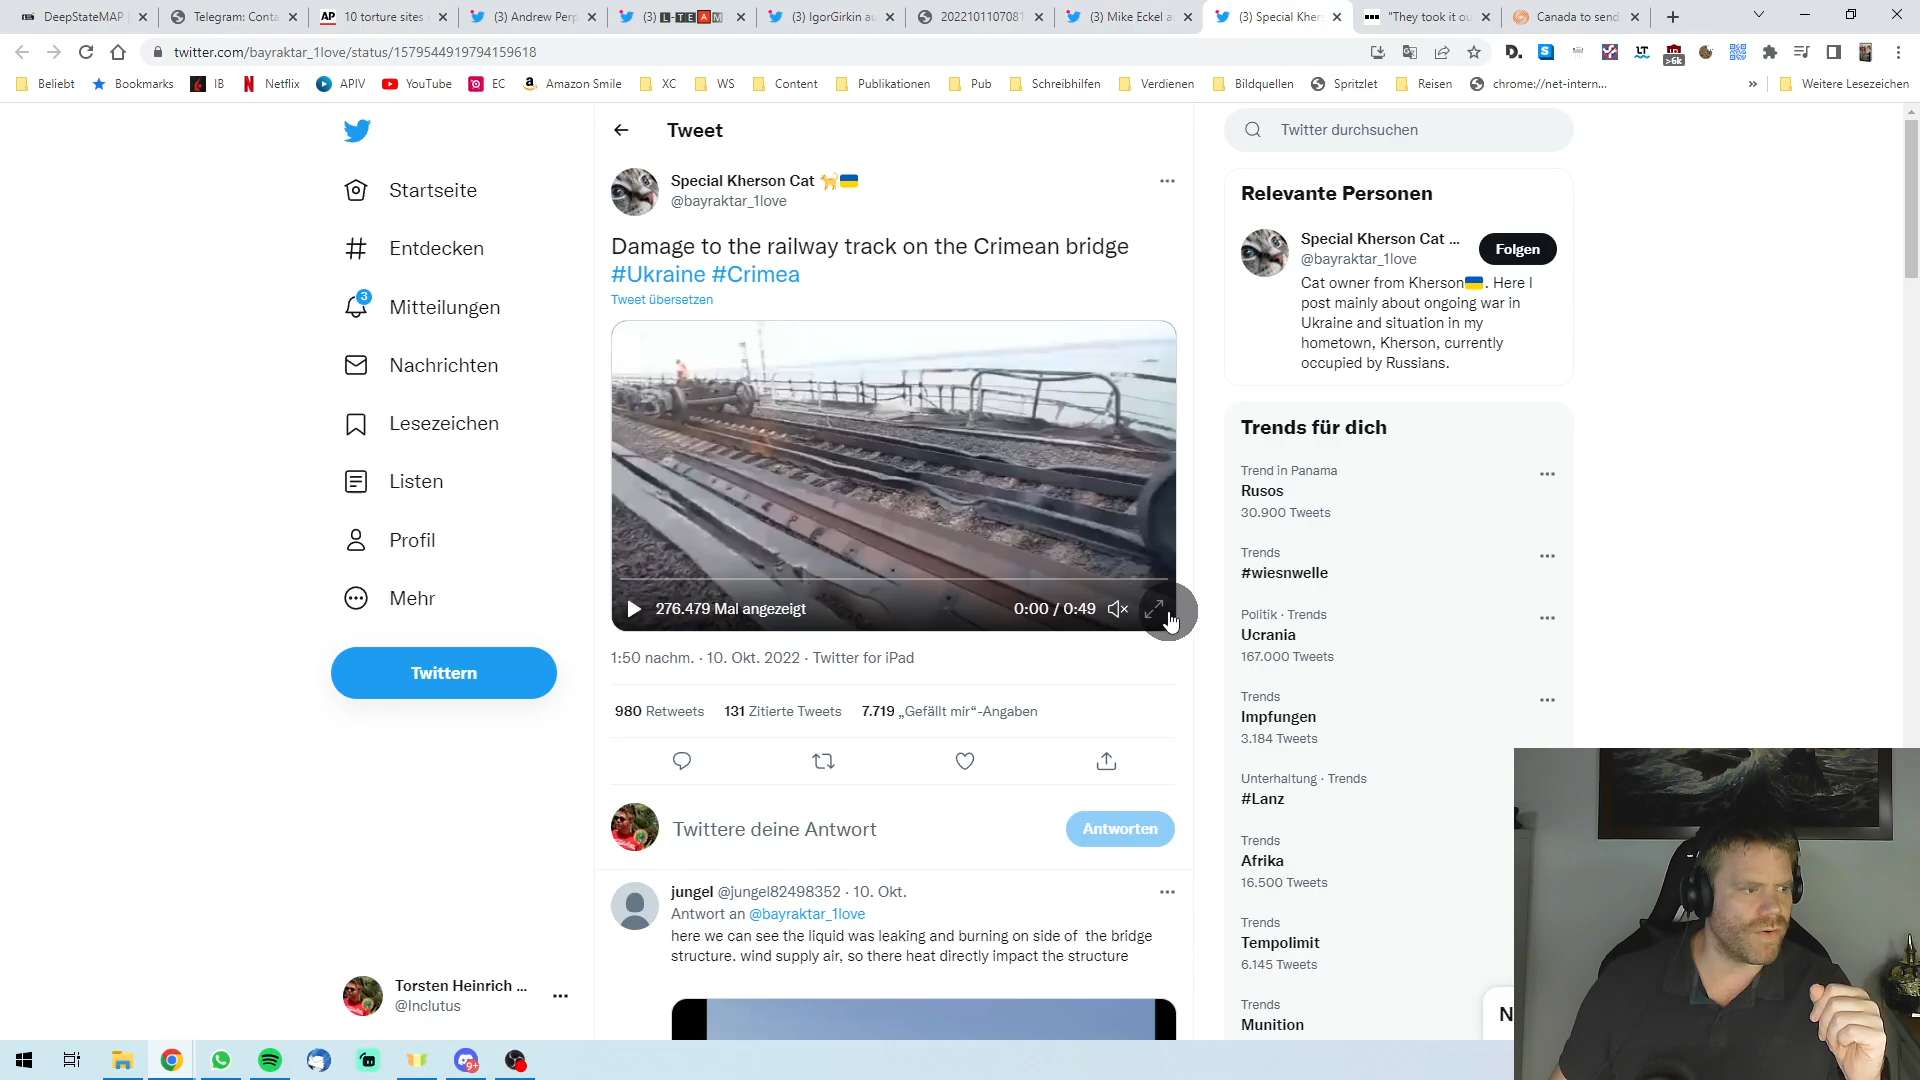 DeepStateMAP
Telegram: Conta
AP 10 torture sites i
(3) Andrew Perp
(3) L-TEAM
(3) IgorGirkin au
2022101107081
(3) Mike Eckel a
(3) Special Kher
"They took it ou
Canada to send
twitter.com/bayraktar_1love/status/1579544919794159618
Beliebt
Bookmarks
IB
Netflix
APIV
YouTube
EC
Amazon Smile
XC
WS
Content
Publikationen
Pub
Schreibhilfen
Verdienen
Bildquellen
Spritzlet
Reisen
chrome://net-intern...
»
Weitere Lesezeichen
>6k
Startseite
Entdecken
3
Mitteilungen
Nachrichten
Lesezeichen
Listen
Profil
Mehr
Twittern
Torsten Heinrich ...
@Inclutus
Tweet
Special Kherson Cat
@bayraktar_1love
Damage to the railway track on the Crimean bridge
#Ukraine #Crimea
Tweet übersetzen
276.479 Mal angezeigt
0:00 / 0:49
1:50 nachm. · 10. Okt. 2022 · Twitter for iPad
980 Retweets 131 Zitierte Tweets 7.719 „Gefällt mir“-Angaben
Twittere deine Antwort
Antworten
jungel @jungel82498352 · 10. Okt.
Antwort an @bayraktar_1love
here we can see the liquid was leaking and burning on side of the bridge
structure. wind supply air, so there heat directly impact the structure
Twitter durchsuchen
Relevante Personen
Special Kherson Cat ...
@bayraktar_1love
Folgen
Cat owner from Kherson. Here I
post mainly about ongoing war in
Ukraine and situation in my
hometown, Kherson, currently
occupied by Russians.
Trends für dich
Trend in Panama
Rusos
30.900 Tweets
Trends
#wiesnwelle
Politik · Trends
Ucrania
167.000 Tweets
Trends
Impfungen
3.184 Tweets
Unterhaltung · Trends
#Lanz
Trends
Afrika
16.500 Tweets
Trends
Tempolimit
6.145 Tweets
Trends
Munition
N
9+